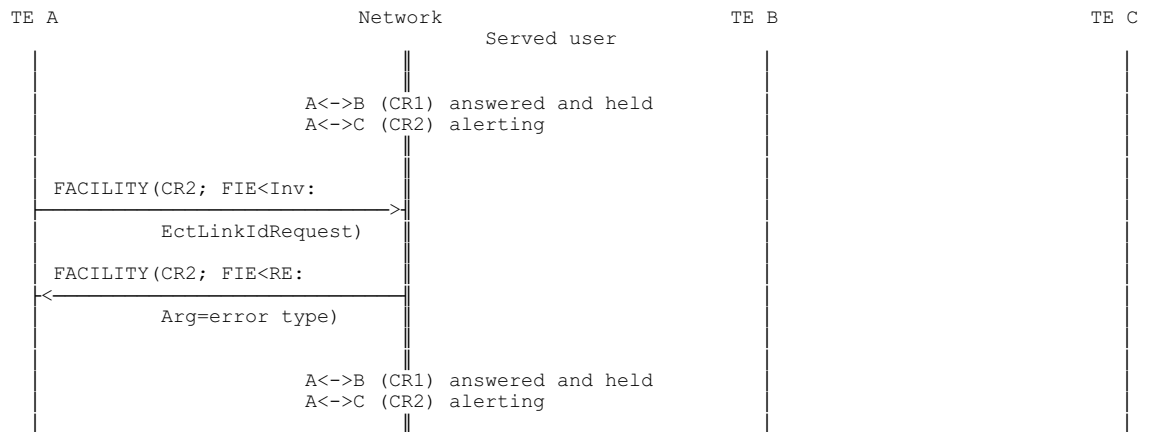 TE A Network TE B TE C
Served user
A<->B (CR1) answered and held
A<->C (CR2) alerting
FACILITY(CR2; FIE<Inv:
EctLinkIdRequest)
FACILITY(CR2; FIE<RE:
Arg=error type)
A<->B (CR1) answered and held
A<->C (CR2) alerting